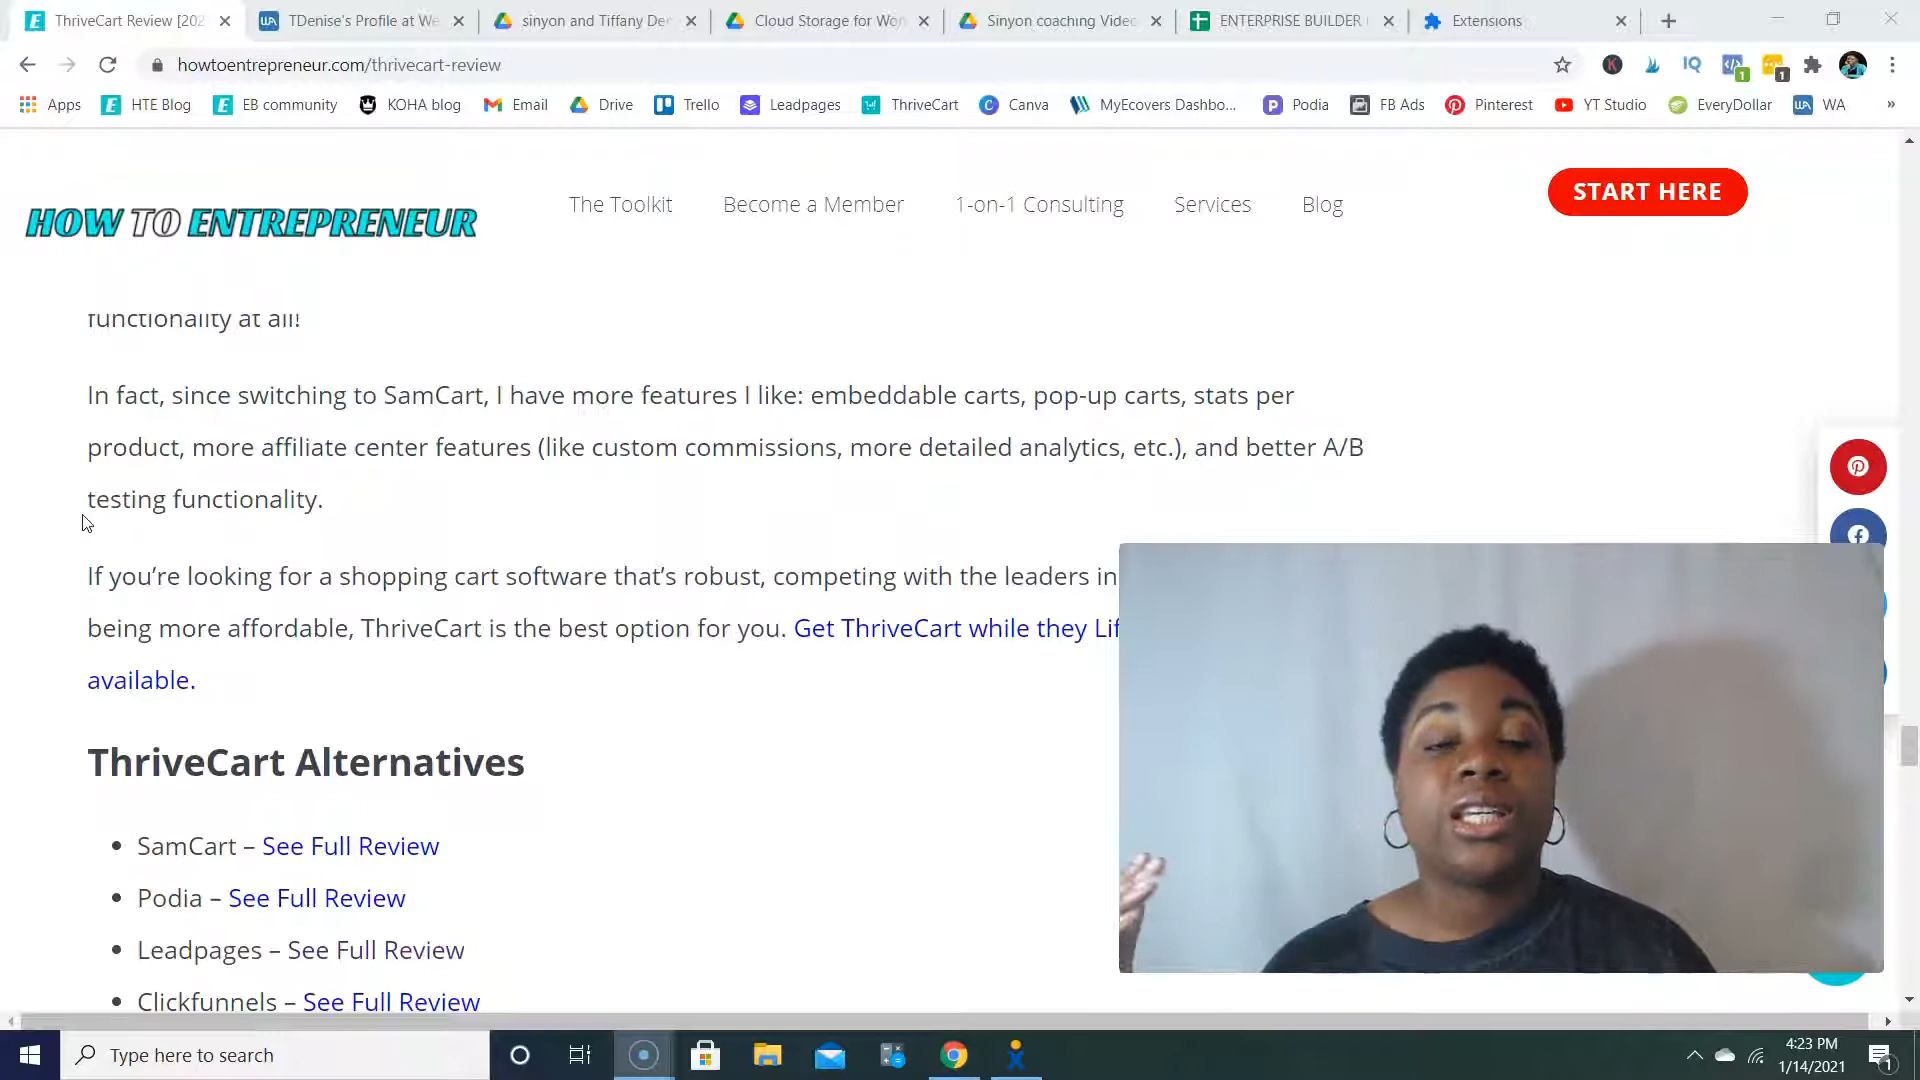 ThriveCart Review [202
TDenise's Profile at We
sinyon and Tiffany Der
Cloud Storage for Wor
Sinyon coaching Video
ENTERPRISE BUILDER
Extensions
howtoentrepreneur.com/thrivecart-review
Apps
HTE Blog
EB community
KOHA blog
Email
Drive
Trello
Leadpages
ThriveCart
Canva
MyEcovers Dashbo...
Podia
FB Ads
Pinterest
YT Studio
EveryDollar
WA
HOW TO ENTREPRENEUR
The Toolkit
Become a Member
1-on-1 Consulting
Services
Blog
START HERE
functionality at all!
In fact, since switching to SamCart, I have more features I like: embeddable carts, pop-up carts, stats per
product, more affiliate center features (like custom commissions, more detailed analytics, etc.), and better A/B
testing functionality.
If you’re looking for a shopping cart software that’s robust, competing with the leaders in
being more affordable, ThriveCart is the best option for you. Get ThriveCart while they Lif
available.
ThriveCart Alternatives
• SamCart – See Full Review
• Podia – See Full Review
• Leadpages – See Full Review
• Clickfunnels – See Full Review
Type here to search
4:23 PM
1/14/2021